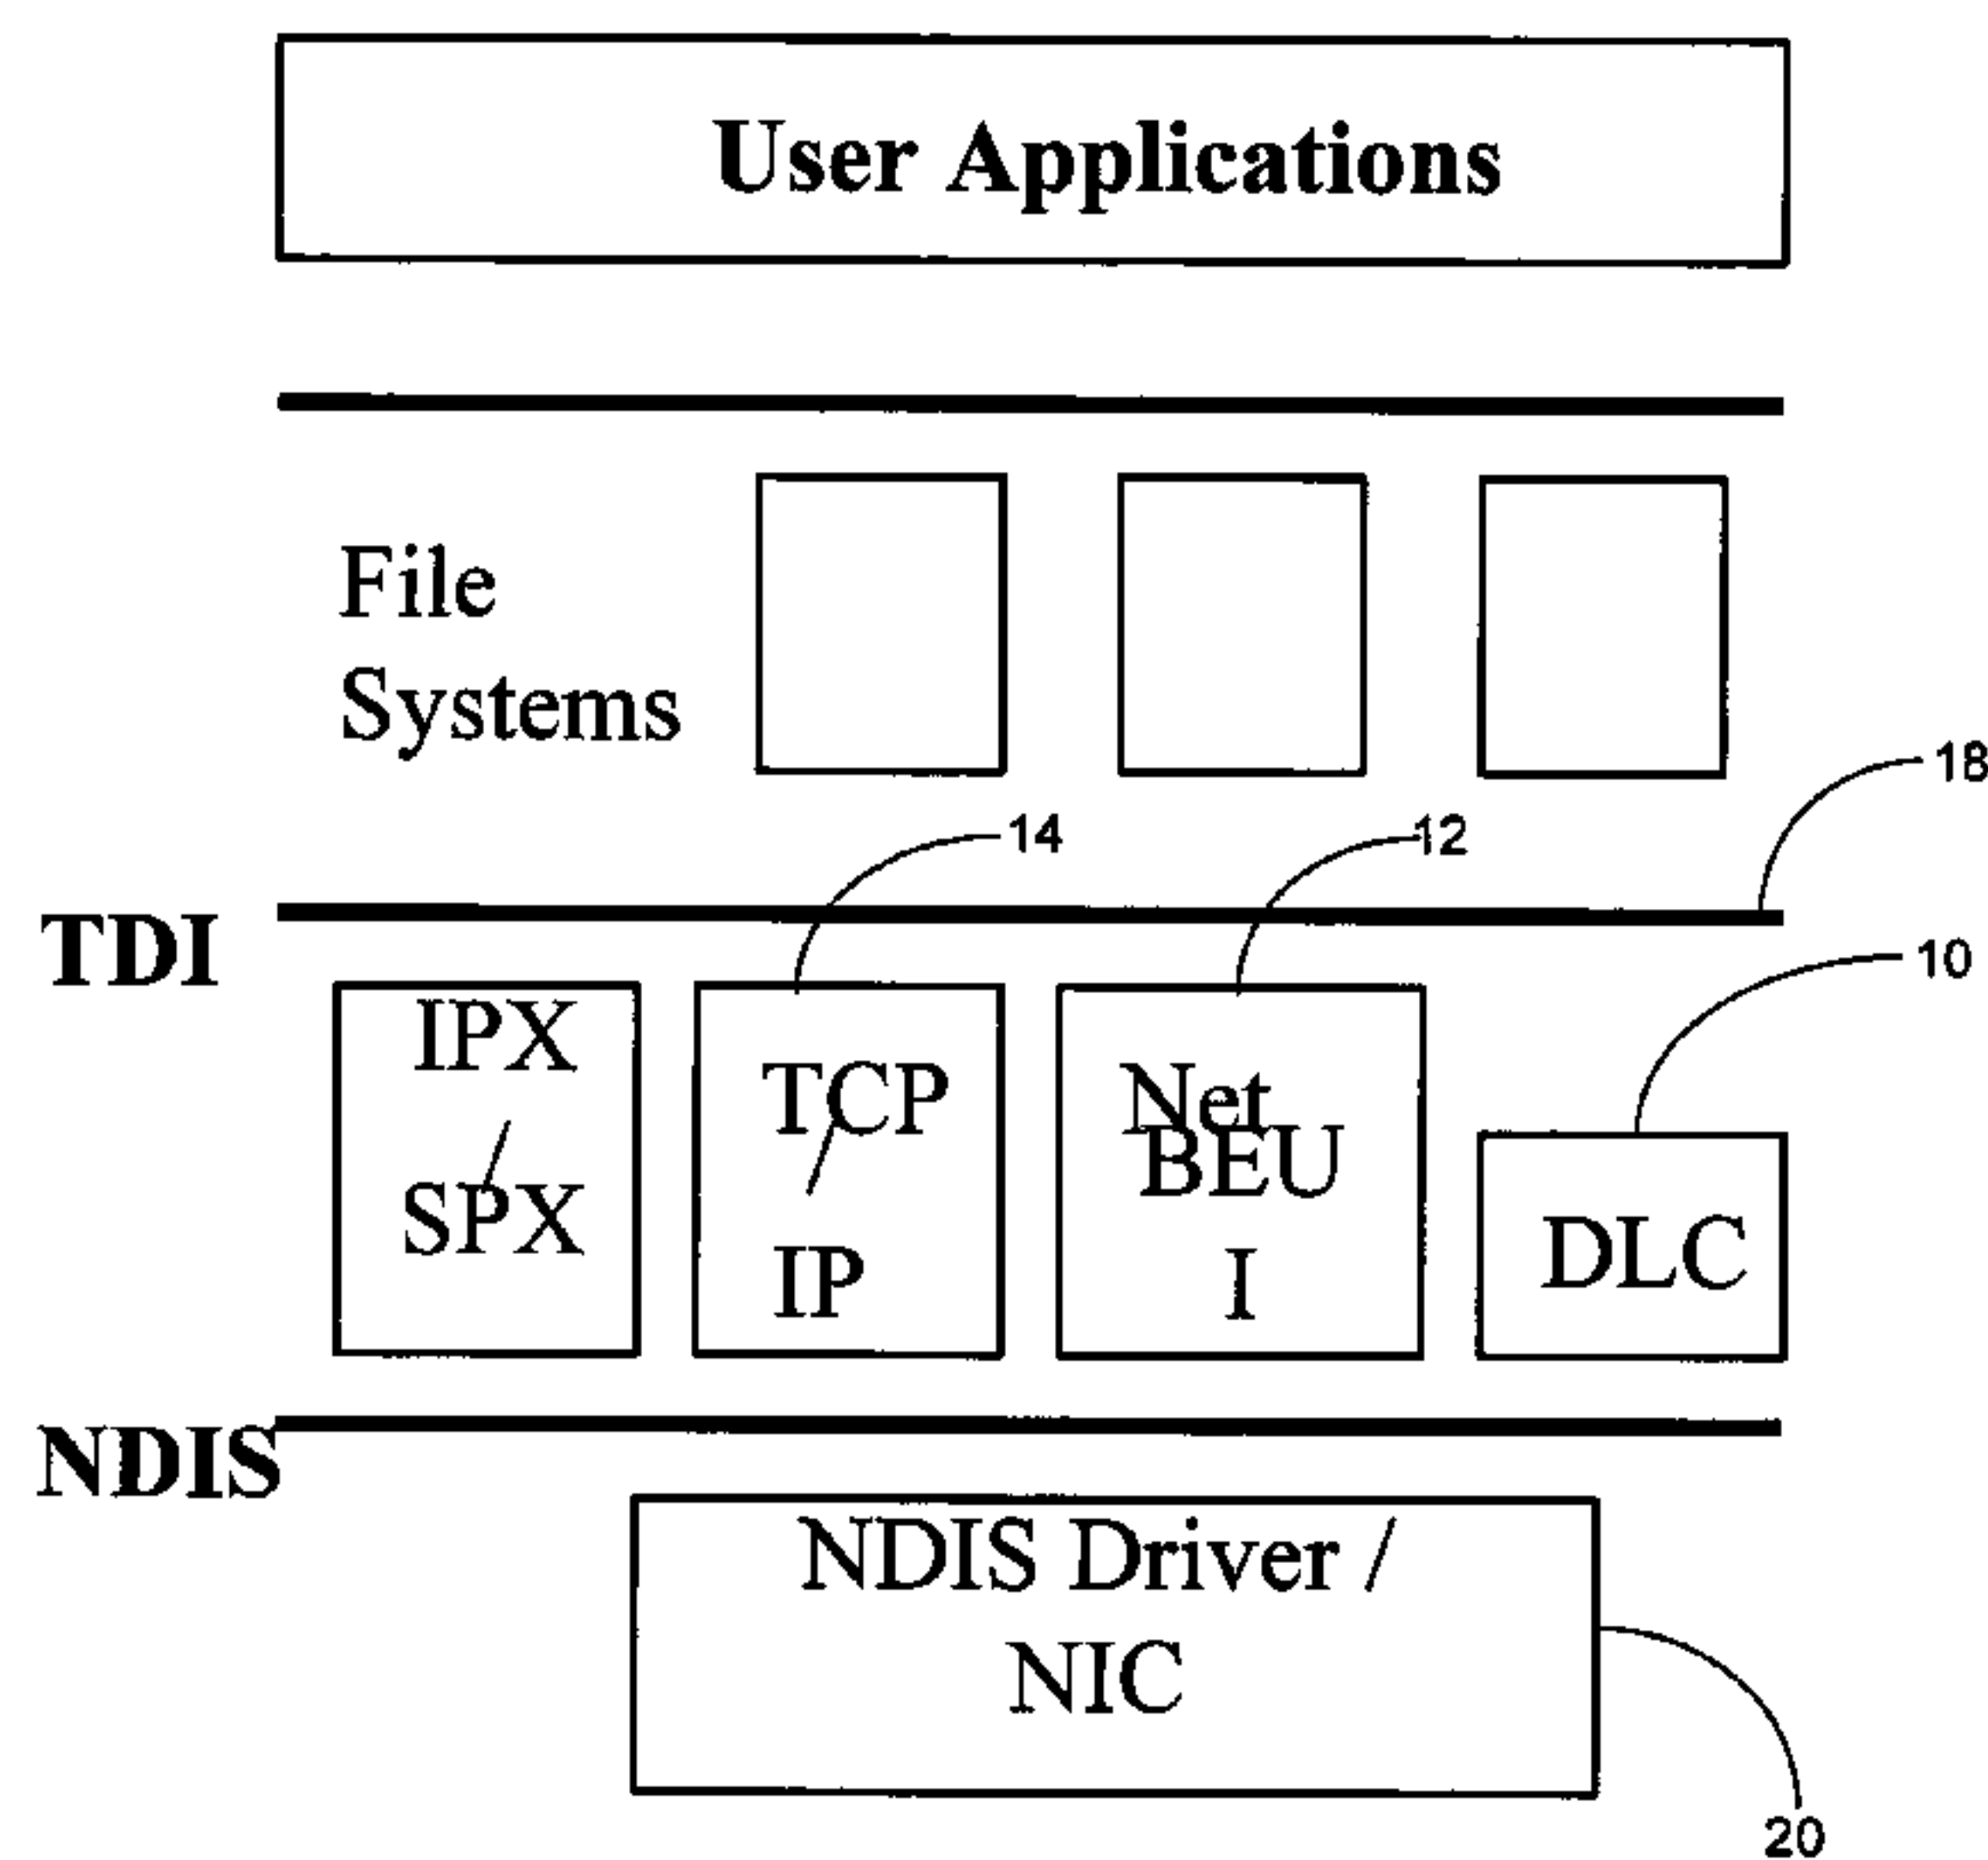 User Applications
File
Systems
18
14
12
TDI
10
IPX
/
SPX
TCP
/
IP
Net
BEU
I
DLC
NDIS
NDIS Driver /
NIC
20